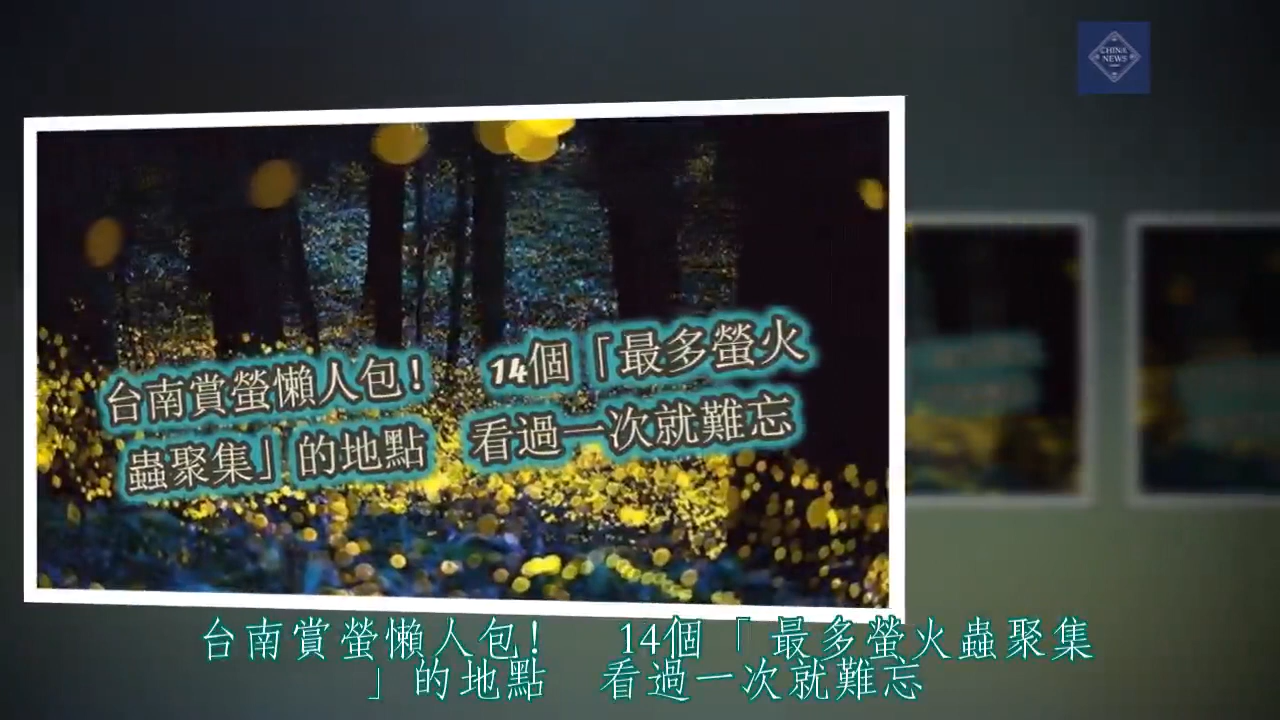 CHINA
NEWS
台南賞螢懶人包! 14個「最多螢火
蟲聚集」的地點 看過一次就難忘
台南賞螢懶人包! 14個「最多螢火蟲聚集
」的地點 看過一次就難忘